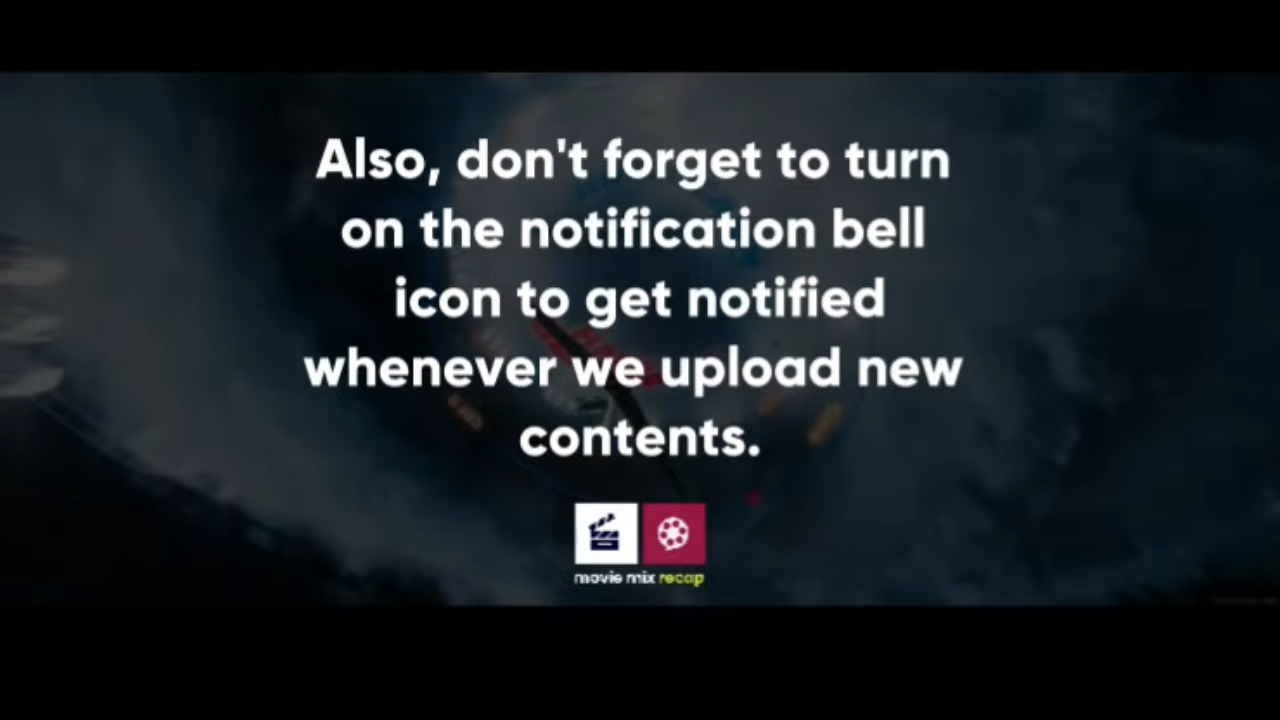 Also, don't forget to turn
on the notification bell
icon to get notified
whenever we upload new
contents.
movie mix recap